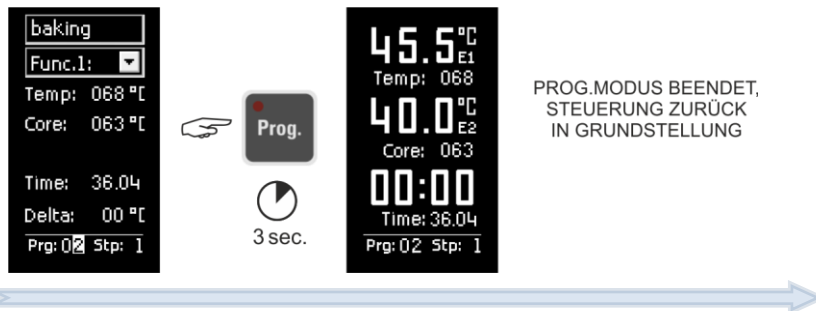 baking
Func.1:
Temp: 068 °C
Core: 063 °C
Time: 36.04
Delta: 00 °C
Prg: 02 Stp: 1
Prog.
3 sec.
45.5°C E1
Temp: 068
40.0°C E2
Core: 063
00:00
Time: 36.04
Prg: 02 Stp: 1
PROG.MODUS BEENDET,
STEUERUNG ZURÜCK
IN GRUNDSTELLUNG